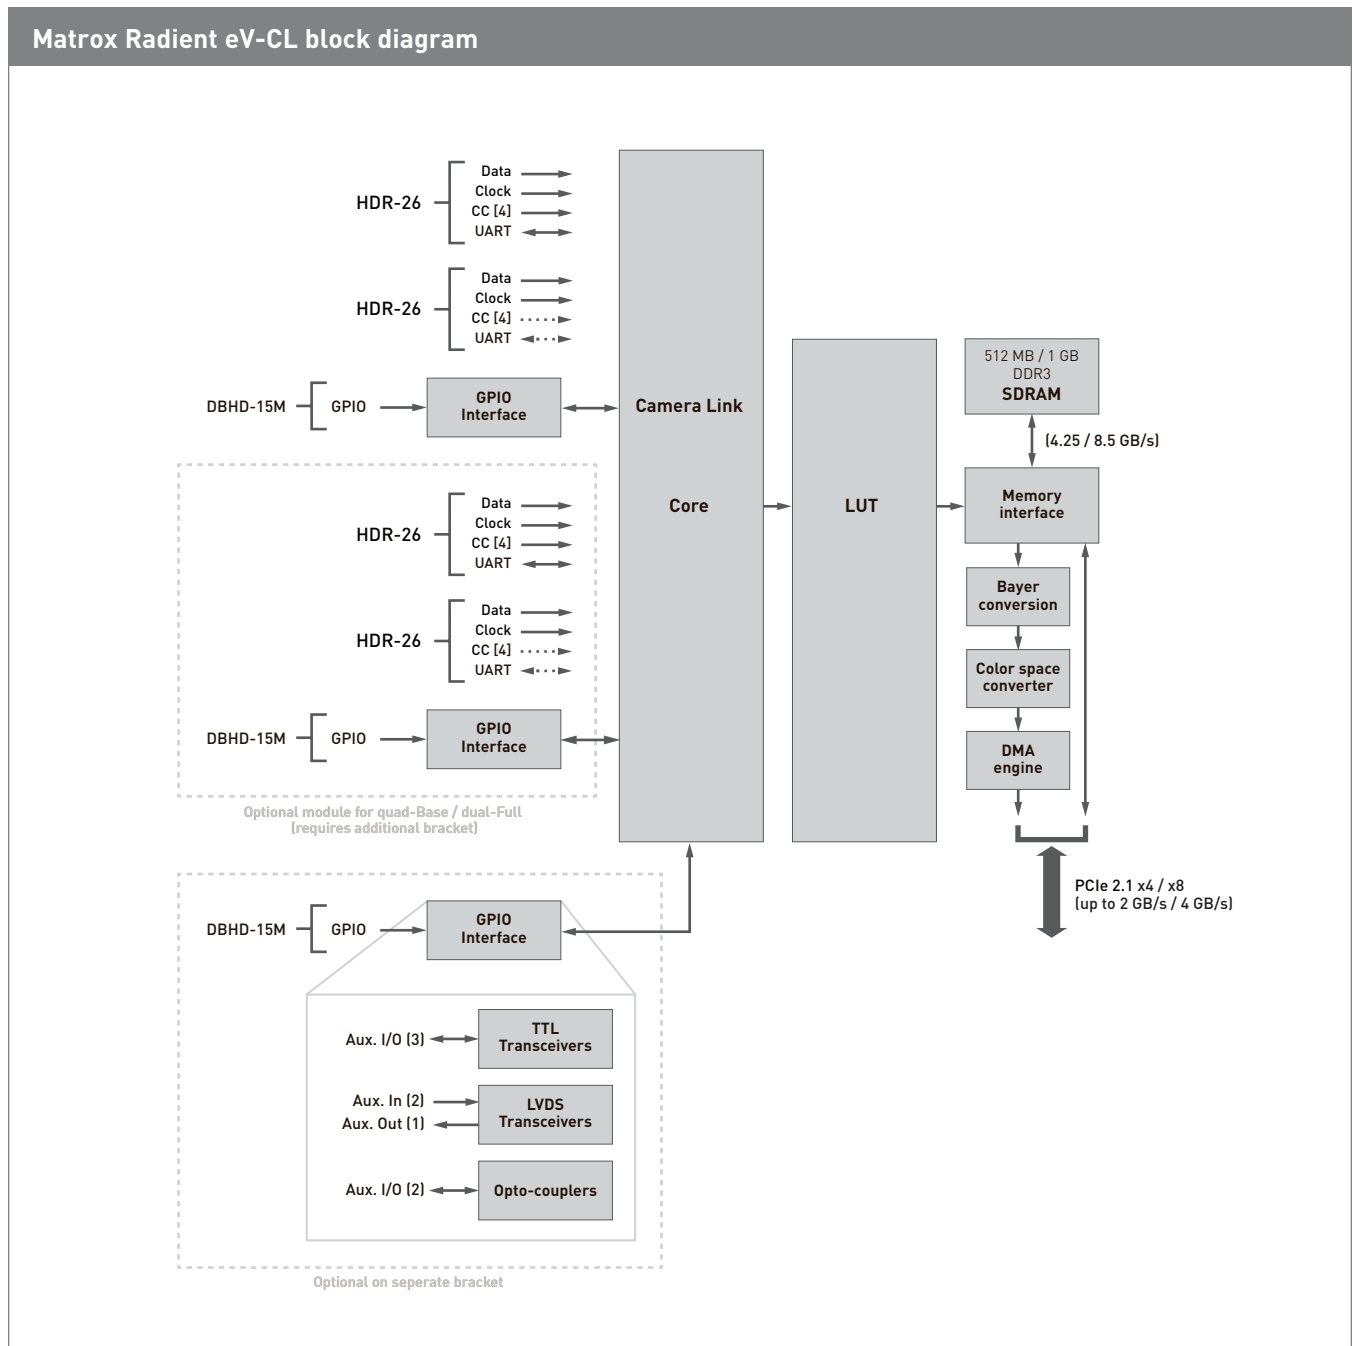 Matrox Radient eV-CL block diagram
HDR-26
Data
Clock
CC [4]
UART
HDR-26
Data
Clock
CC [4]
UART
DBHD-15M
GPIO
GPIO
Interface
Camera Link
Core
LUT
512 MB / 1 GB
DDR3
SDRAM
(4.25 / 8.5 GB/s)
Memory
interface
Bayer
conversion
Color space
converter
DMA
engine
PCIe 2.1 x4 / x8
(up to 2 GB/s / 4 GB/s)
HDR-26
Data
Clock
CC [4]
UART
HDR-26
Data
Clock
CC [4]
UART
DBHD-15M
GPIO
GPIO
Interface
Optional module for quad-Base / dual-Full
(requires additional bracket)
DBHD-15M
GPIO
GPIO
Interface
Aux. I/O (3)
TTL
Transceivers
Aux. In (2)
Aux. Out (1)
LVDS
Transceivers
Aux. I/O (2)
Opto-couplers
Optional on seperate bracket